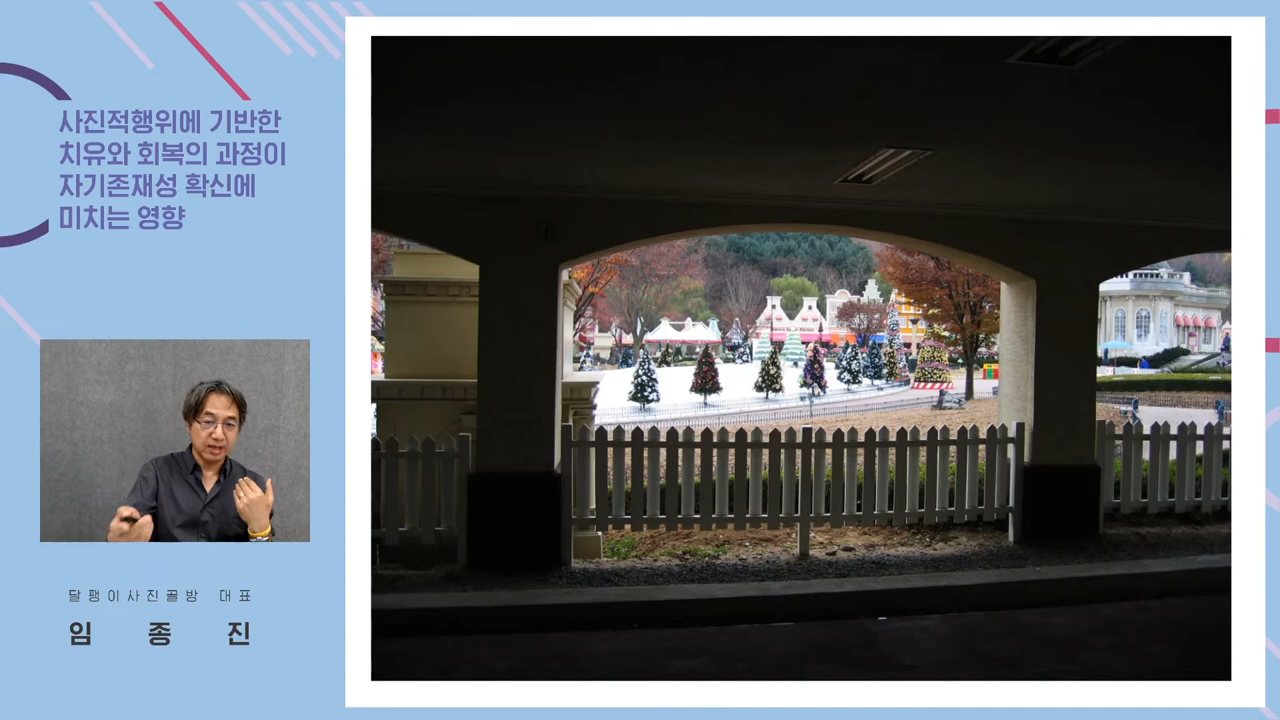 사진적행위에 기반한
치유와 회복의 과정이
자기존재성 확신에
미치는 영향
달팽이사진골방 대표
임종진